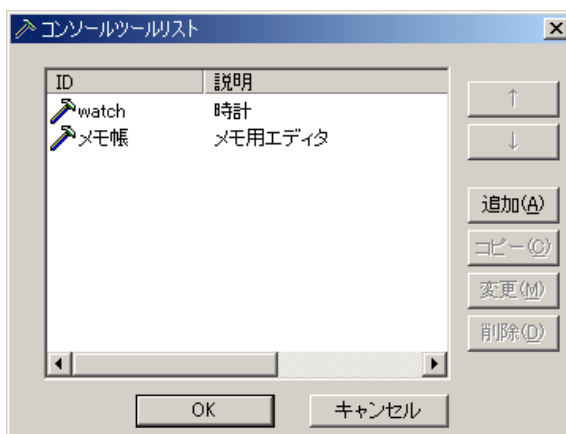 コンソールツールリスト
ID 説明
watch 時計
メモ帳 メモ用エディタ
↑
↓
追加(A)
コピー(C)
変更(M)
削除(D)
OK キャンセル